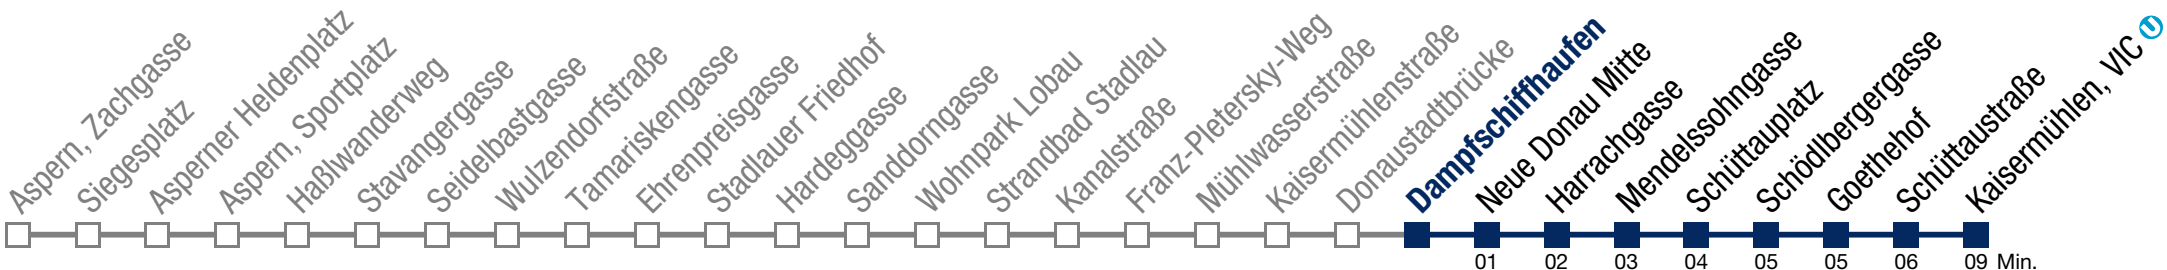 Aspern, Zachgasse
Siegesplatz
Asperner Heldenplatz
Aspern, Sportplatz
Haßlwanderweg
Stavangergasse
Seidelbastgasse
Wulzendorfstraße
Tamariskengasse
Ehrenpreisgasse
Stadlauer Friedhof
Hardeggasse
Sanddorngasse
Wohnpark Lobau
Strandbad Stadlau
Kanalstraße
Franz-Pletersky-Weg
Mühlwasserstraße
Kaisermühlenstraße
Donaustadtbrücke
Dampfschiffhaufen
Neue Donau Mitte
Harrachgasse
Mendelssohngasse
Schüttauplatz
Schödlbergergasse
Goethehof
Schüttaustraße
Kaisermühlen, VIC U
01 02 03 04 05 05 06 09 Min.